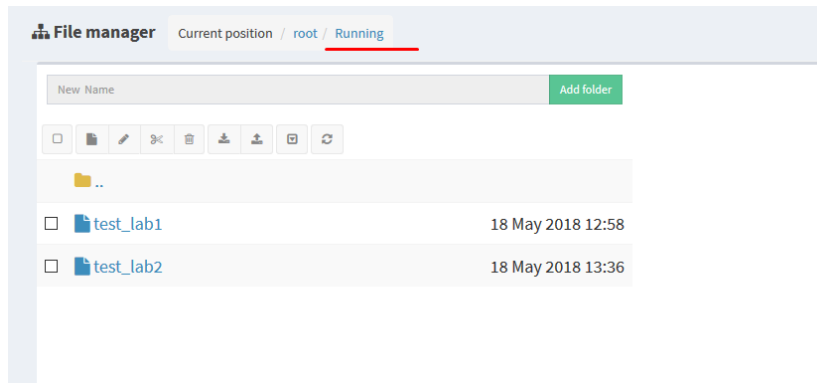 File manager Current position / root / Running
New Name Add folder
..
test_lab1 18 May 2018 12:58
test_lab2 18 May 2018 13:36